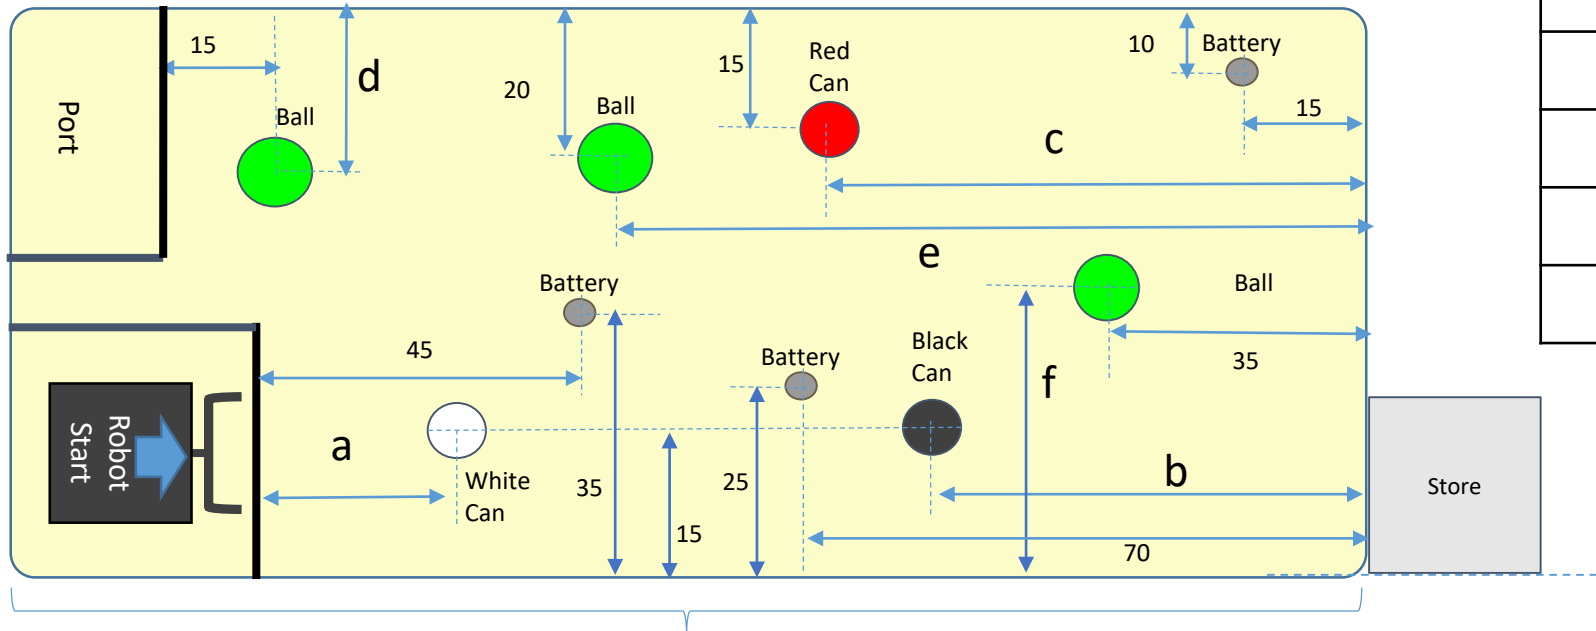 15
d
Port
Ball
20
Ball
15
Red
Can
c
10
Battery
15
e
Ball
35
Battery
45
Battery
Black
Can
f
Robot
Start
a
White
Can
35
15
25
b
70
Store